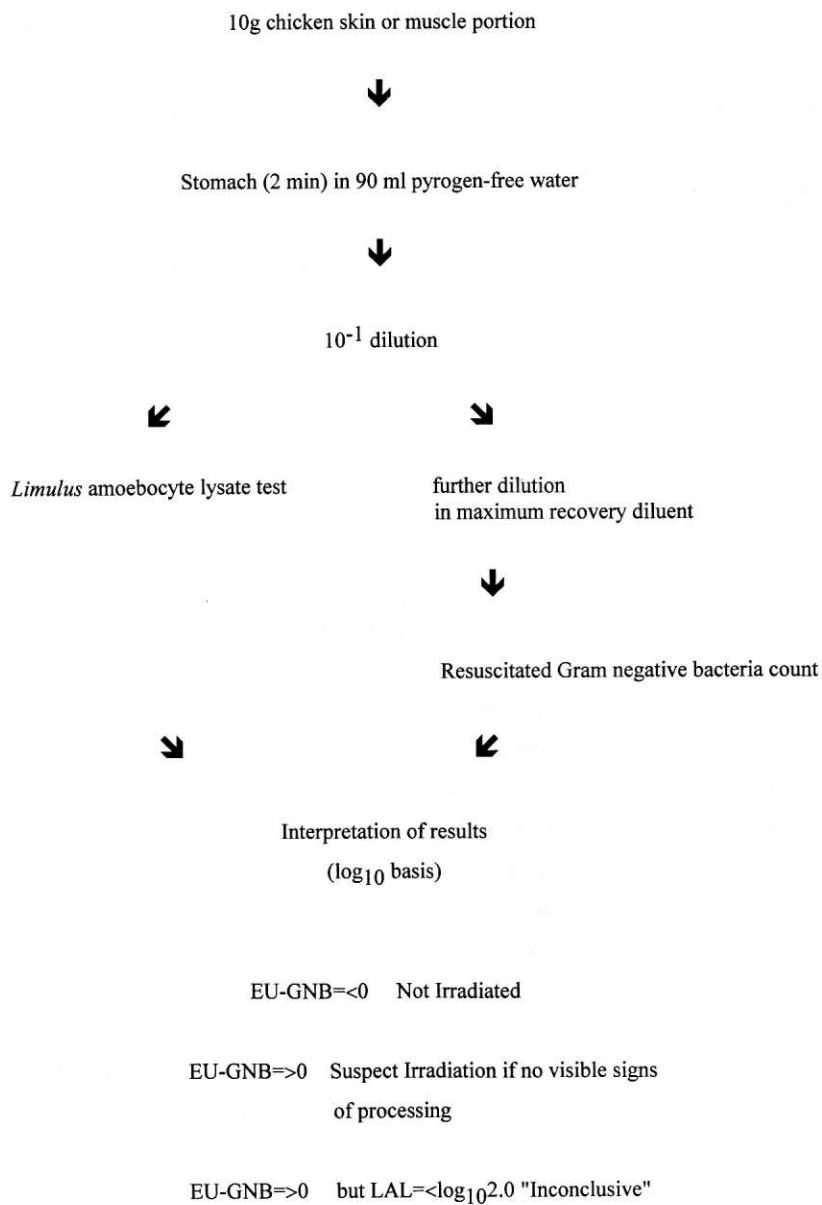 10g chicken skin or muscle portion
Stomach (2 min) in 90 ml pyrogen-free water
10⁻¹ dilution
Limulus amoebocyte lysate test
further dilution
in maximum recovery diluent
Resuscitated Gram negative bacteria count
Interpretation of results
(log₁₀ basis)
EU-GNB=<0 Not Irradiated
EU-GNB=>0 Suspect Irradiation if no visible signs
of processing
EU-GNB=>0 but LAL=<log₁₀2.0 "Inconclusive"